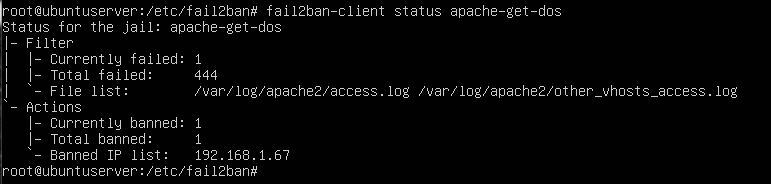 root@ubuntuserver:/etc/fail2ban# fail2ban-client status apache-get-dos
Status for the jail: apache-get-dos
|- Filter
|  |- Currently failed: 1
|  |- Total failed:     444
|  `- File list:        /var/log/apache2/access.log /var/log/apache2/other_vhosts_access.log
`- Actions
   |- Currently banned: 1
   |- Total banned:     1
   `- Banned IP list:   192.168.1.67
root@ubuntuserver:/etc/fail2ban#